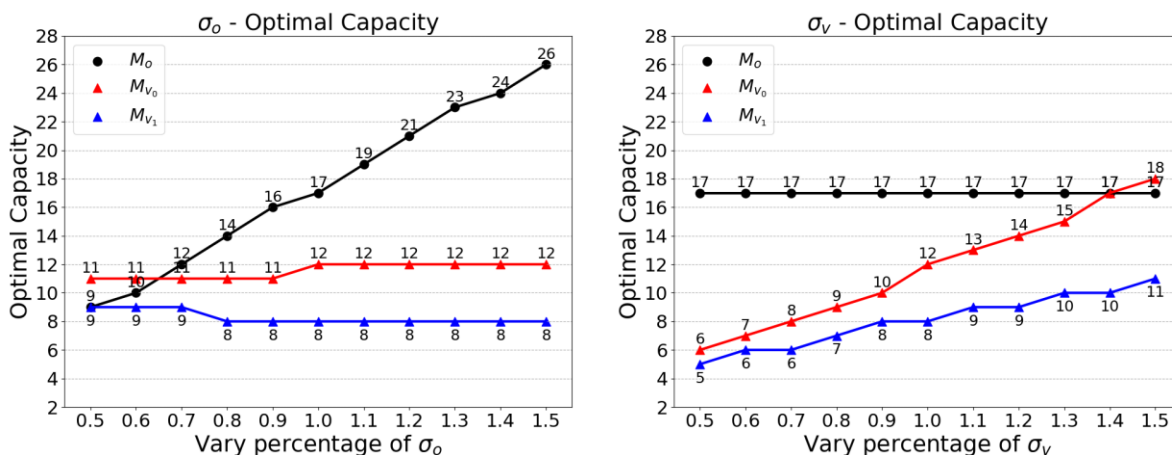 σo - Optimal Capacity
Mo
Mv0
Mv1
Optimal Capacity
28
26
24
22
20
18
16
14
12
10
8
6
4
2
9 10 12 14 16 17 19 21 23 24 26
11 11 11 11 11 12 12 12 12 12 12
9 9 9 8 8 8 8 8 8 8 8
0.5 0.6 0.7 0.8 0.9 1.0 1.1 1.2 1.3 1.4 1.5
Vary percentage of σo
σv - Optimal Capacity
Mo
Mv0
Mv1
Optimal Capacity
28
26
24
22
20
18
16
14
12
10
8
6
4
2
17 17 17 17 17 17 17 17 17 17 17
6 7 8 9 10 12 13 14 15 18
5 6 6 7 8 8 9 9 10 10 11
0.5 0.6 0.7 0.8 0.9 1.0 1.1 1.2 1.3 1.4 1.5
Vary percentage of σv